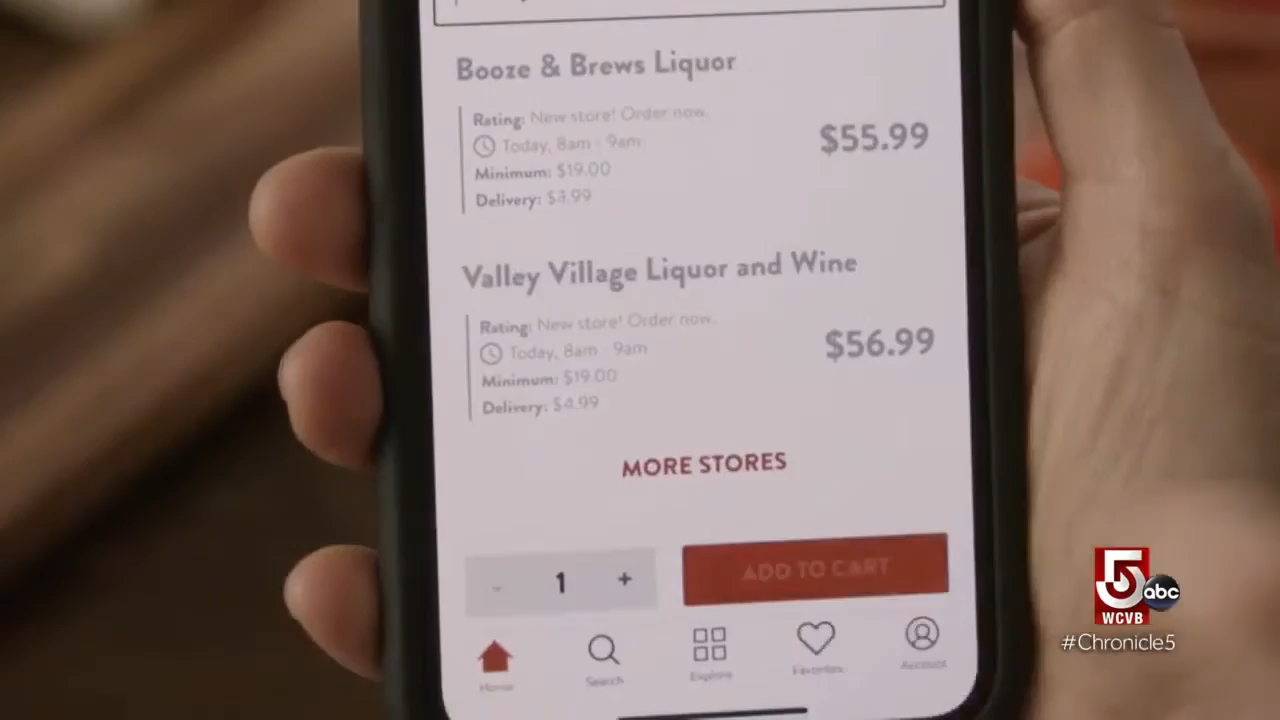 Booze & Brews Liquor
Rating: New store! Order now.
Today, 8am - 9am
Minimum: $19.00
Delivery: $3.99
$55.99
Valley Village Liquor and Wine
Rating: New store! Order now.
Today, 8am - 9am
Minimum: $19.00
Delivery: $4.99
$56.99
MORE STORES
- 1 +
ADD TO CART
Home
Search
Explore
Favorites
Account
5 abc
WCVB
#Chronicle5